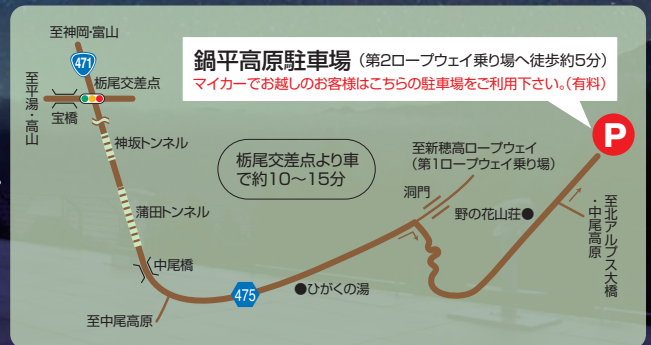 至神岡・富山
471
栃尾交差点
至平湯・高山
宝橋
神坂トンネル
蒲田トンネル
中尾橋
至中尾高原
475
ひがくの湯
栃尾交差点より車
で約10〜15分
鍋平高原駐車場（第2ロープウェイ乗り場へ徒歩約5分）
マイカーでお越しのお客様はこちらの駐車場をご利用下さい。（有料）
P
至新穂高ロープウェイ
（第1ロープウェイ乗り場）
洞門
野の花山荘
至北アルプス大橋
・中尾高原